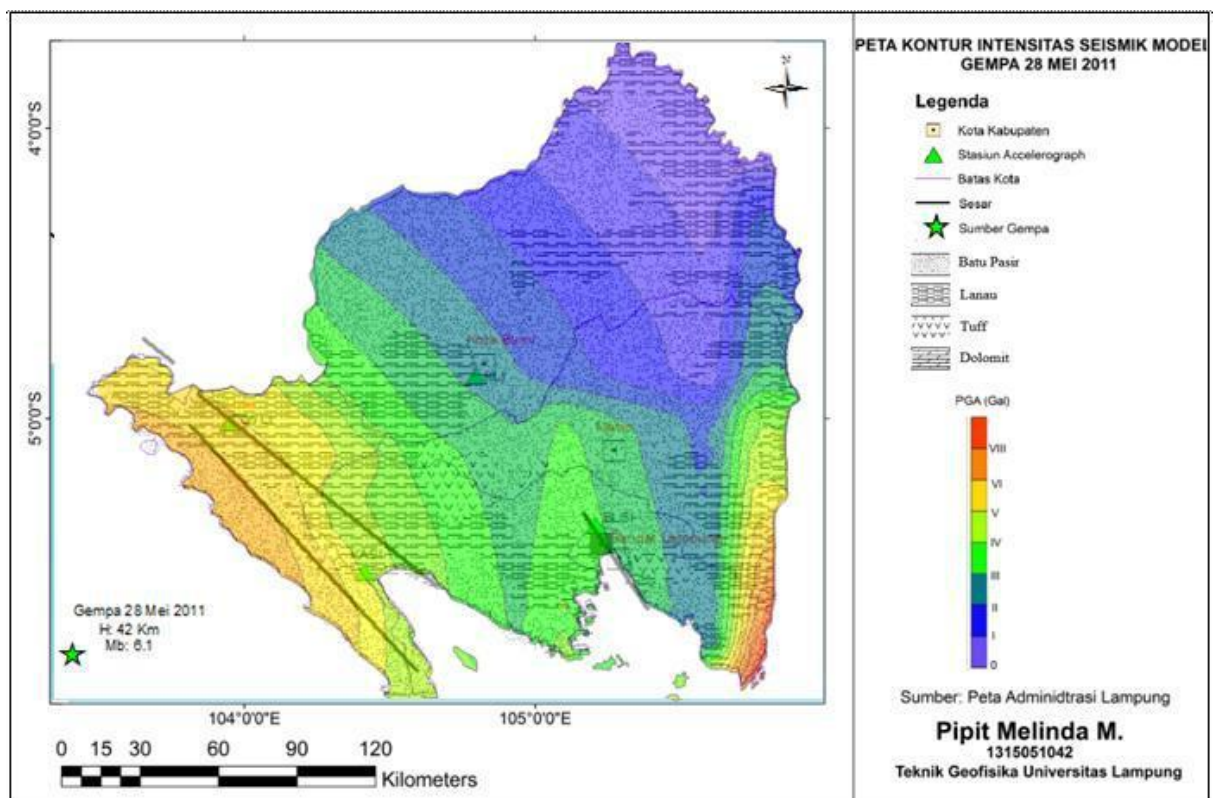 PETA KONTUR INTENSITAS SEISMIK MODEL
GEMPA 28 MEI 2011
Legenda
Kota Kabupaten
Stasiun Accelerograph
Batas Kota
Sesar
Sumber Gempa
Batu Pasir
Lanau
Tuff
Dolomit
PGA (Gal)
VIII
VI
V
IV
III
II
I
0
Sumber: Peta Adminidtrasi Lampung
Pipit Melinda M.
1315051042
Teknik Geofisika Universitas Lampung
4°0'0"S
5°0'0"S
104°0'0"E
105°0'0"E
Kota Bumi
Metro
Bandar Lampung
Gempa 28 Mei 2011
H: 42 Km
Mb: 6.1
0 15 30 60 90 120
Kilometers